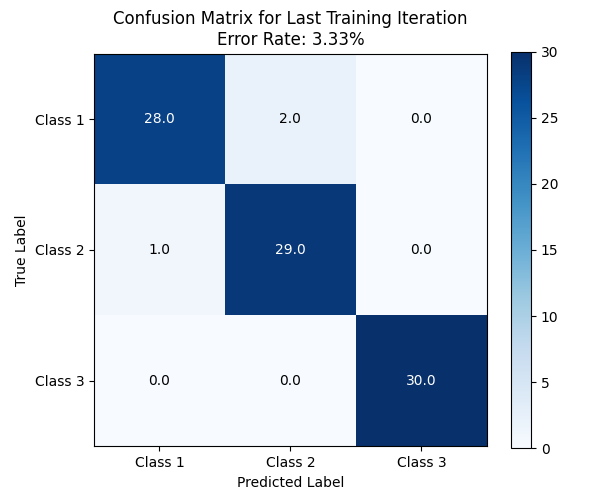 Confusion Matrix for Last Training Iteration
Error Rate: 3.33%
True Label
Class 1
28.0
2.0
0.0
Class 2
1.0
29.0
0.0
Class 3
0.0
0.0
30.0
Class 1
Class 2
Class 3
Predicted Label
30
25
20
15
10
5
0